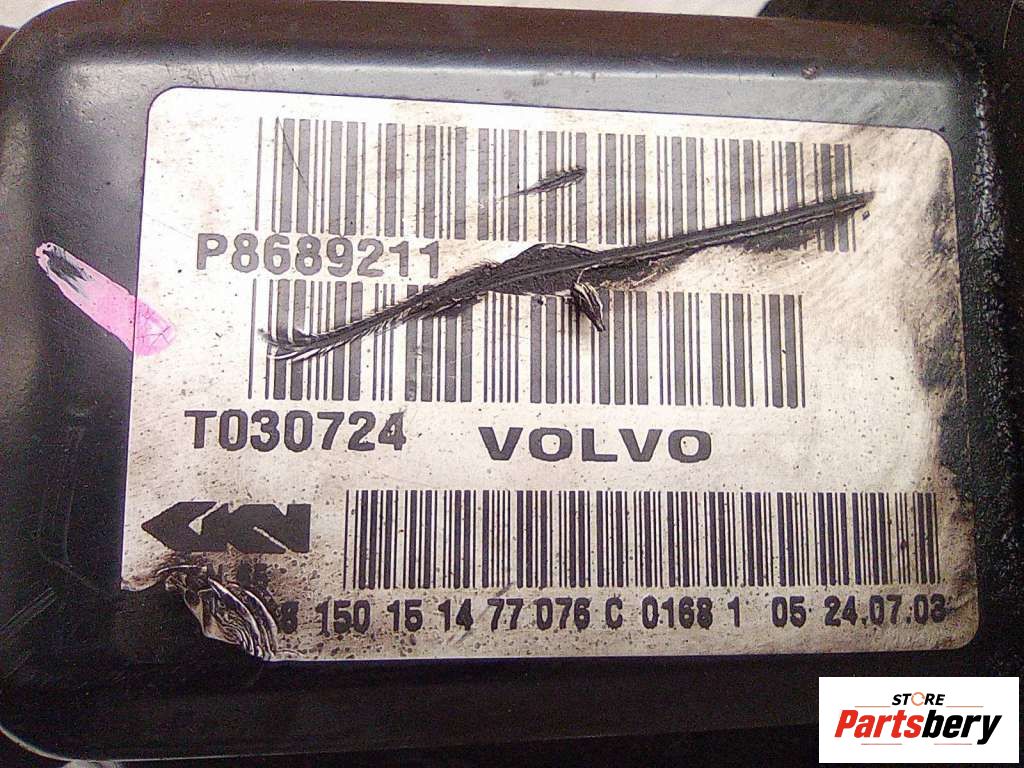 P8689211
T030724 VOLVO
150 15 14 77 076 C 0168 1 05 24.07.03
STORE
Partsbery